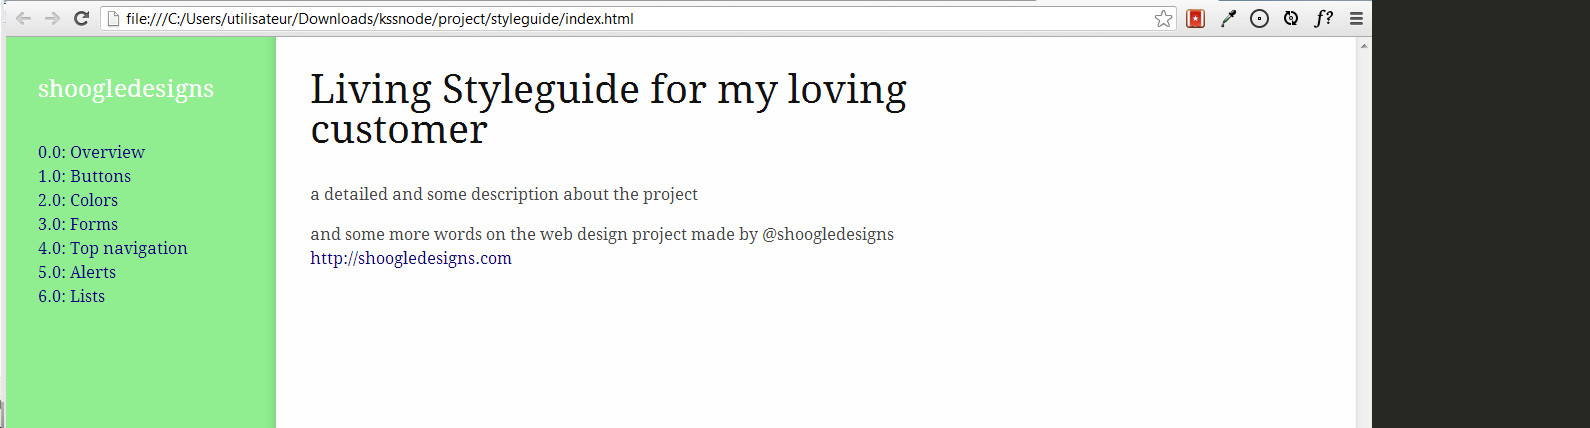 file:///C:/Users/utilisateur/Downloads/kssnode/project/styleguide/index.html
f?
shoogledesigns
0.0: Overview
1.0: Buttons
2.0: Colors
3.0: Forms
4.0: Top navigation
5.0: Alerts
6.0: Lists
Living Styleguide for my loving
customer
a detailed and some description about the project
and some more words on the web design project made by @shoogledesigns
http://shoogledesigns.com